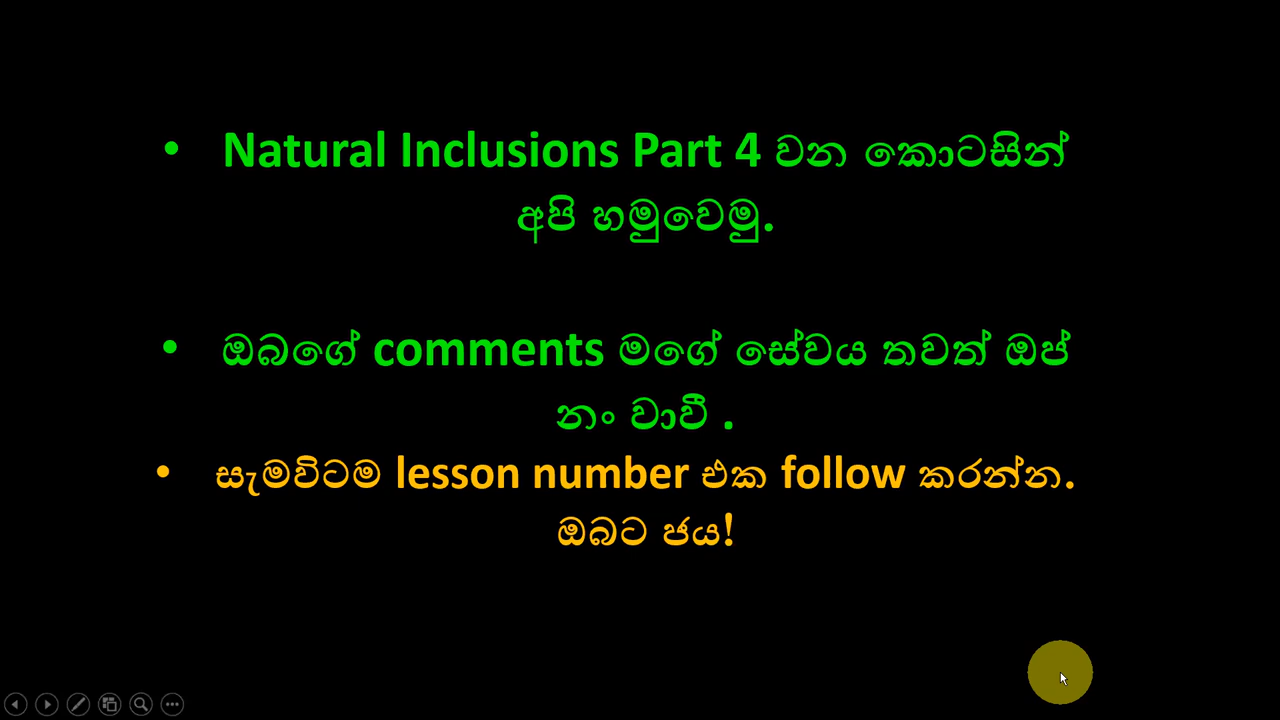 • Natural Inclusions Part 4 වන කොටසින්
අපි හමුවෙමු.
• ඔබගේ comments මගේ සේවය තවත් ඔප්
නං වාවී .
• සැමවිටම lesson number එක follow කරන්න.
ඔබට ජය!